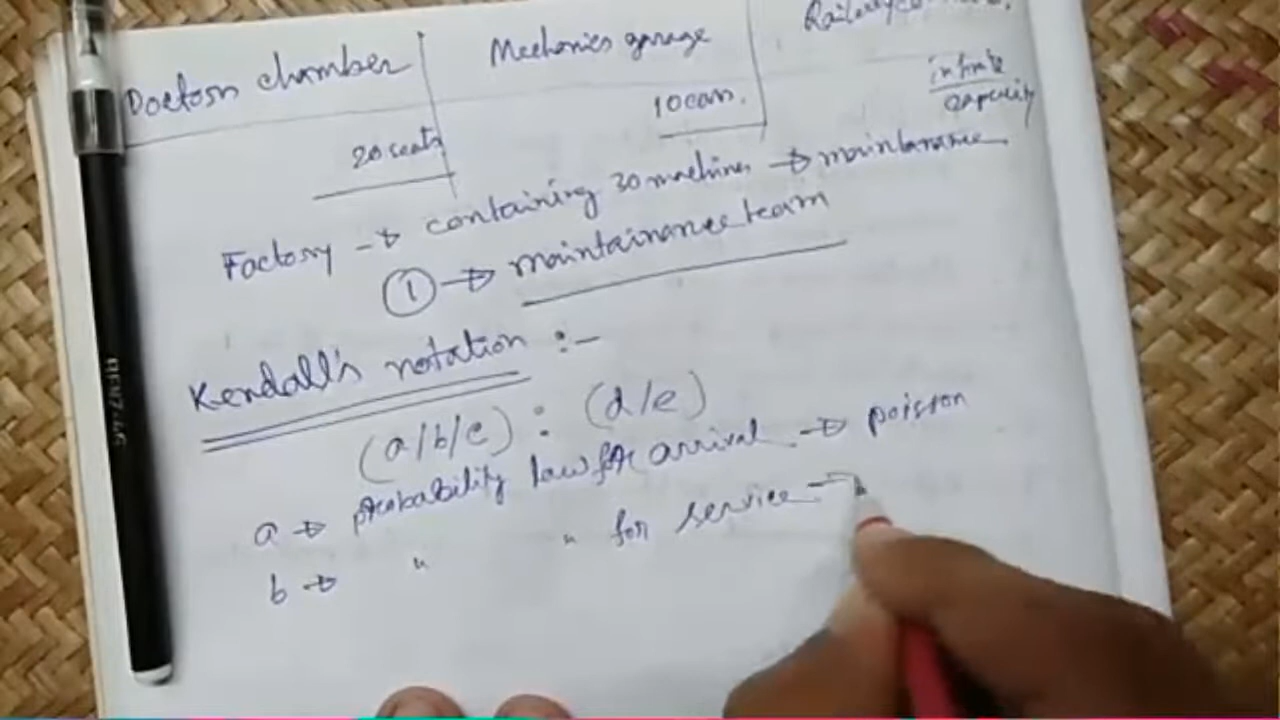 Doctors chamber Mechanics garage
20 seats 10 cars. infinite capacity
Factory → containing 30 machines → maintanance
① → maintainance team
Kendall's notation :-
(a/b/c) : (d/e)
a → probability law for arrival → poisson
b → " " for service →